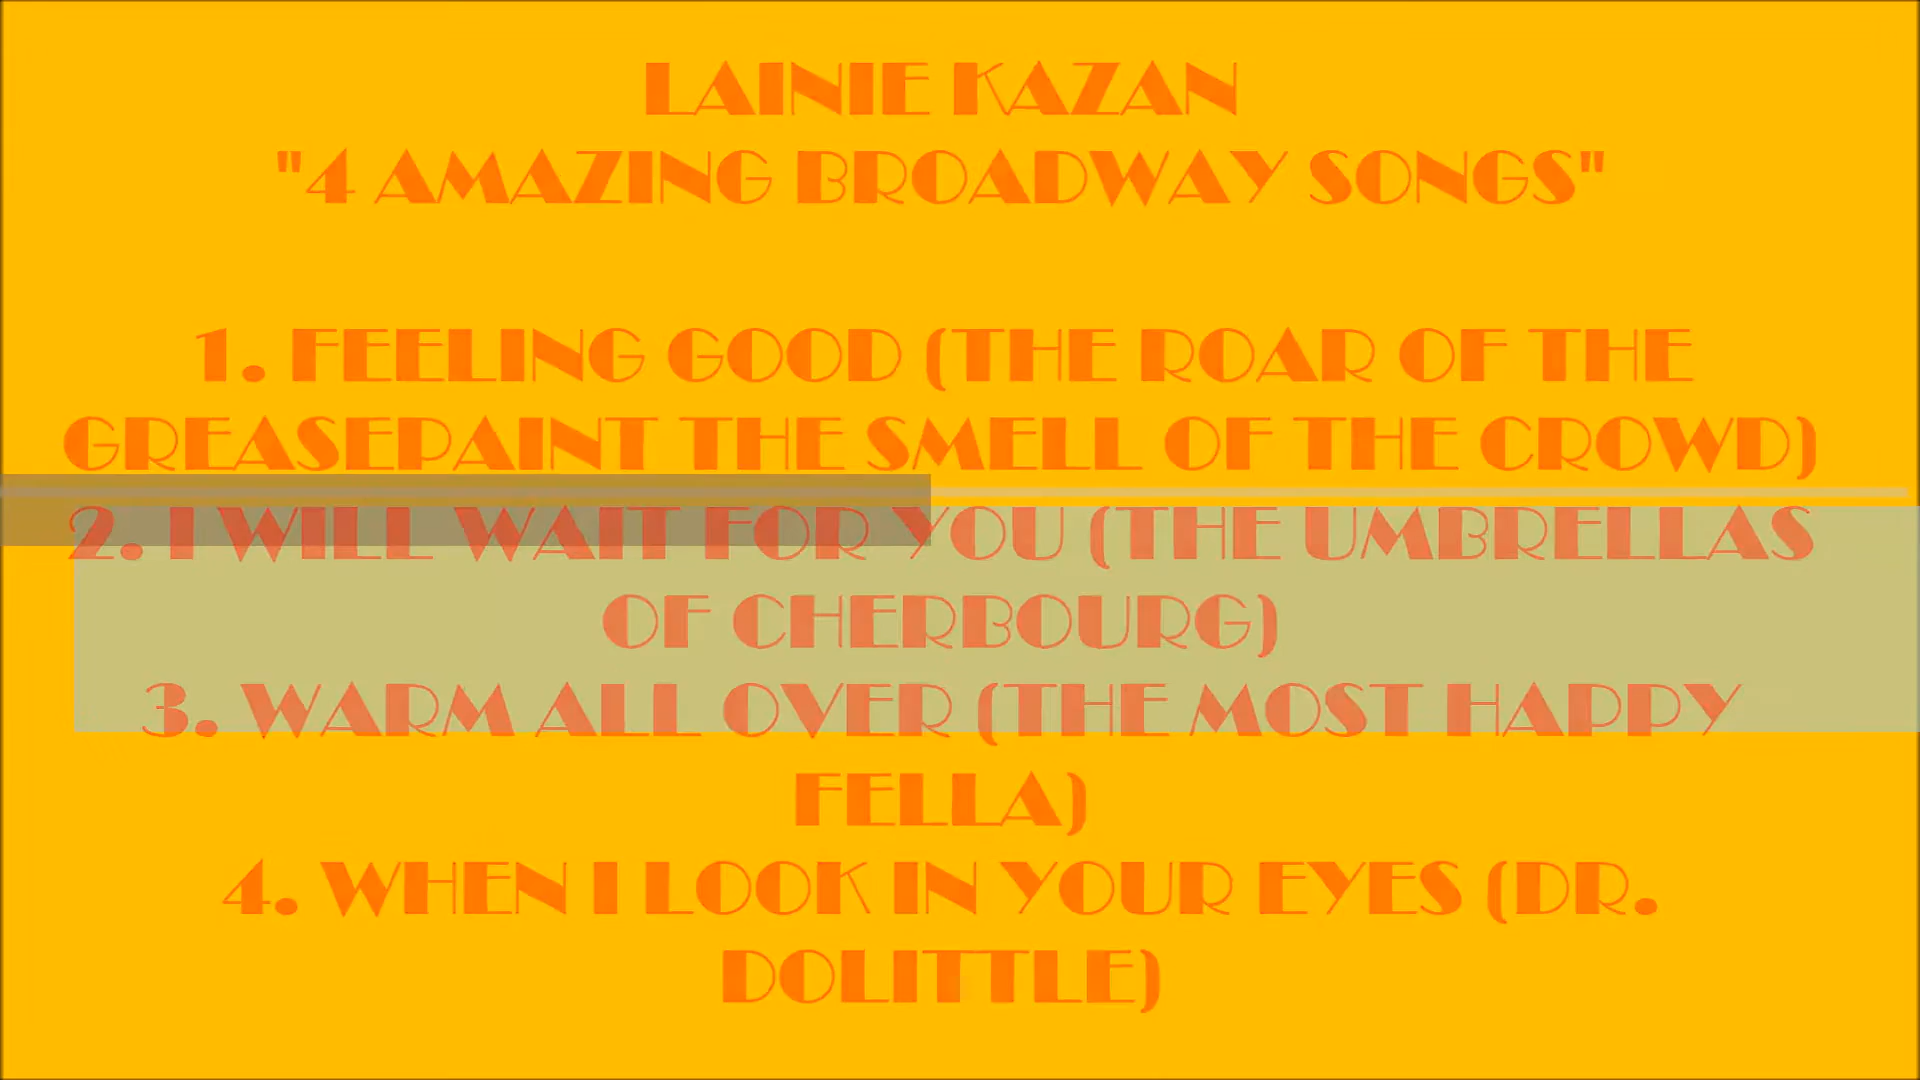 LAINIE KAZAN
"4 AMAZING BROADWAY SONGS"
1. FEELING GOOD (THE ROAR OF THE
GREASEPAINT THE SMELL OF THE CROWD)
2. I WILL WAIT FOR YOU (THE UMBRELLAS
OF CHERBOURG)
3. WARM ALL OVER (THE MOST HAPPY
FELLA)
4. WHEN I LOOK IN YOUR EYES (DR.
DOLITTLE)